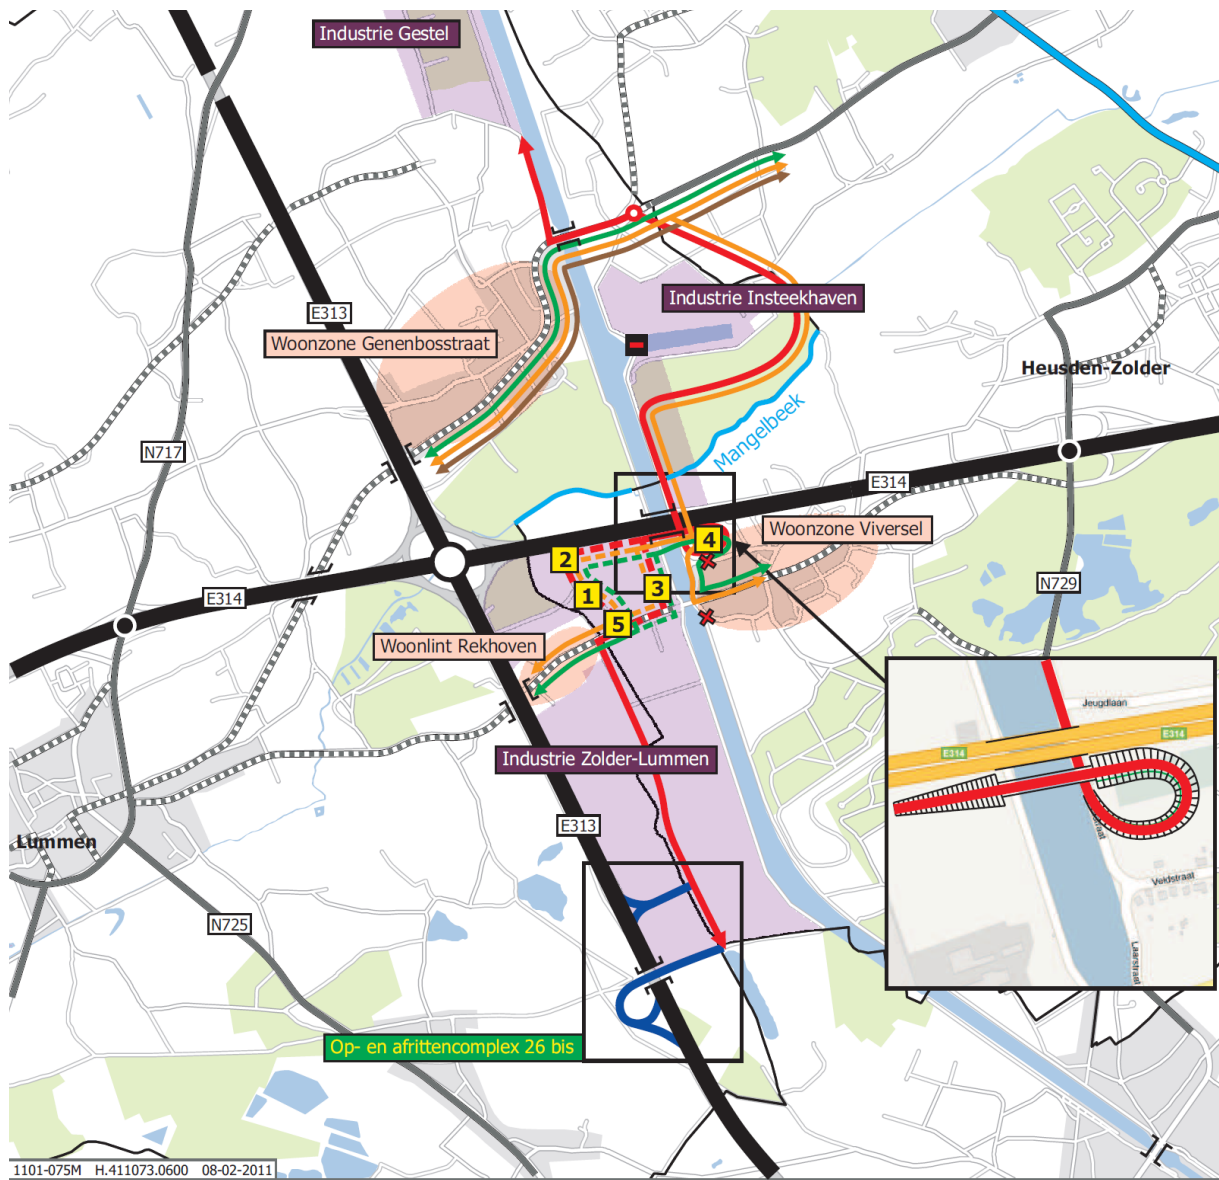 Industrie Gestel
Industrie Insteekhaven
E313
Woonzone Genenbosstraat
Heusden-Zolder
Mangelbeek
N717
E314
Woonzone Viversel
4
2
N729
1
3
E314
5
Woonlint Rekhoven
Jeugdlaan
E314
E314
Industrie Zolder-Lummen
E313
Lummen
straat
Veldstraat
N725
Laarstraat
Op- en afrittencomplex 26 bis
1101-075M H.411073.0600 08-02-2011